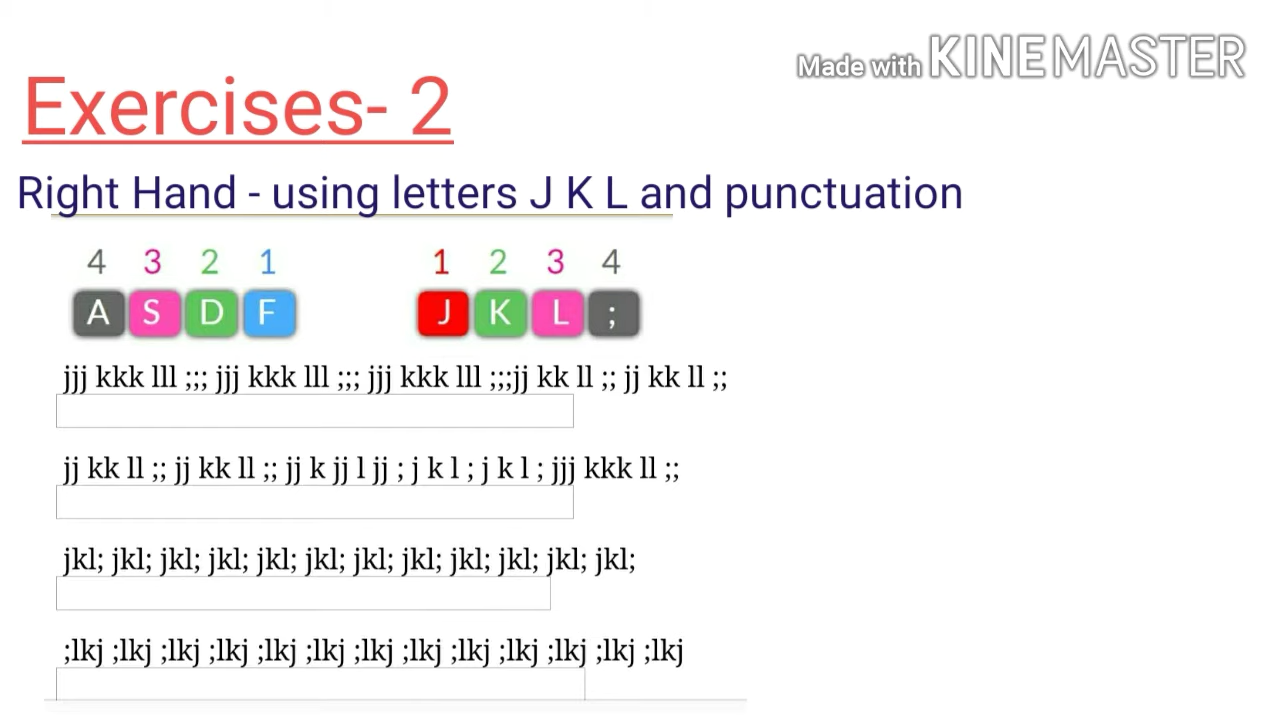 Made with KINEMASTER
Exercises- 2
Right Hand - using letters J K L and punctuation
4 3 2 1 1 2 3 4
A S D F J K L ;
jjj kkk lll ;;; jjj kkk lll ;;; jjj kkk lll ;;;jj kk ll ;; jj kk ll ;;
jj kk ll ;; jj kk ll ;; jj k jj l jj ; j k l ; j k l ; jjj kkk ll ;;
jkl; jkl; jkl; jkl; jkl; jkl; jkl; jkl; jkl; jkl; jkl; jkl;
;lkj ;lkj ;lkj ;lkj ;lkj ;lkj ;lkj ;lkj ;lkj ;lkj ;lkj ;lkj ;lkj